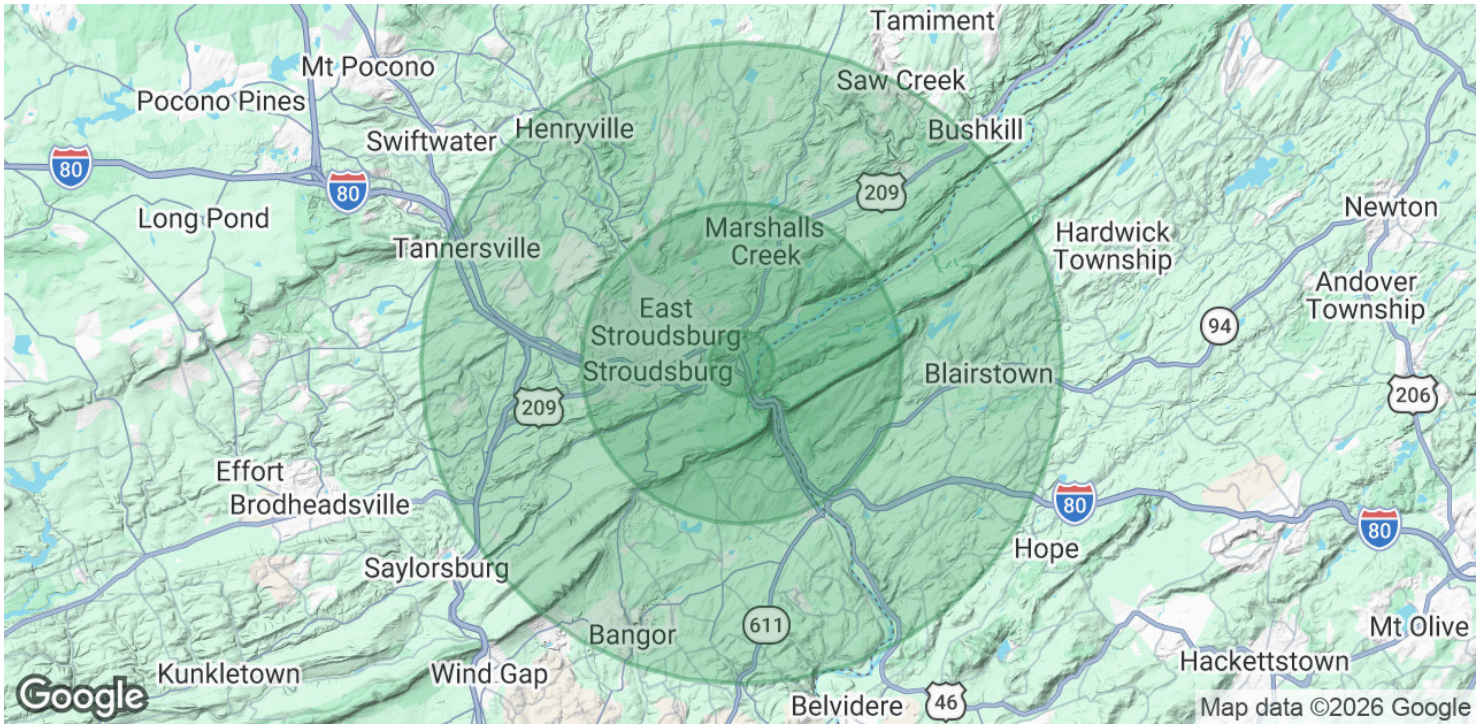 Tamiment
Mt Pocono
Saw Creek
Pocono Pines
Henryville
Bushkill
Swiftwater
80
80
209
Long Pond
Newton
Marshalls
Creek
Tannersville
Hardwick
Township
Andover
Township
East
Stroudsburg
94
Stroudsburg
Blairstown
206
209
Effort
Brodheadsville
80
80
Hope
Saylorsburg
611
Bangor
Mt Olive
Kunkletown
Wind Gap
Hackettstown
Belvidere
46
Google
Map data ©2026 Google